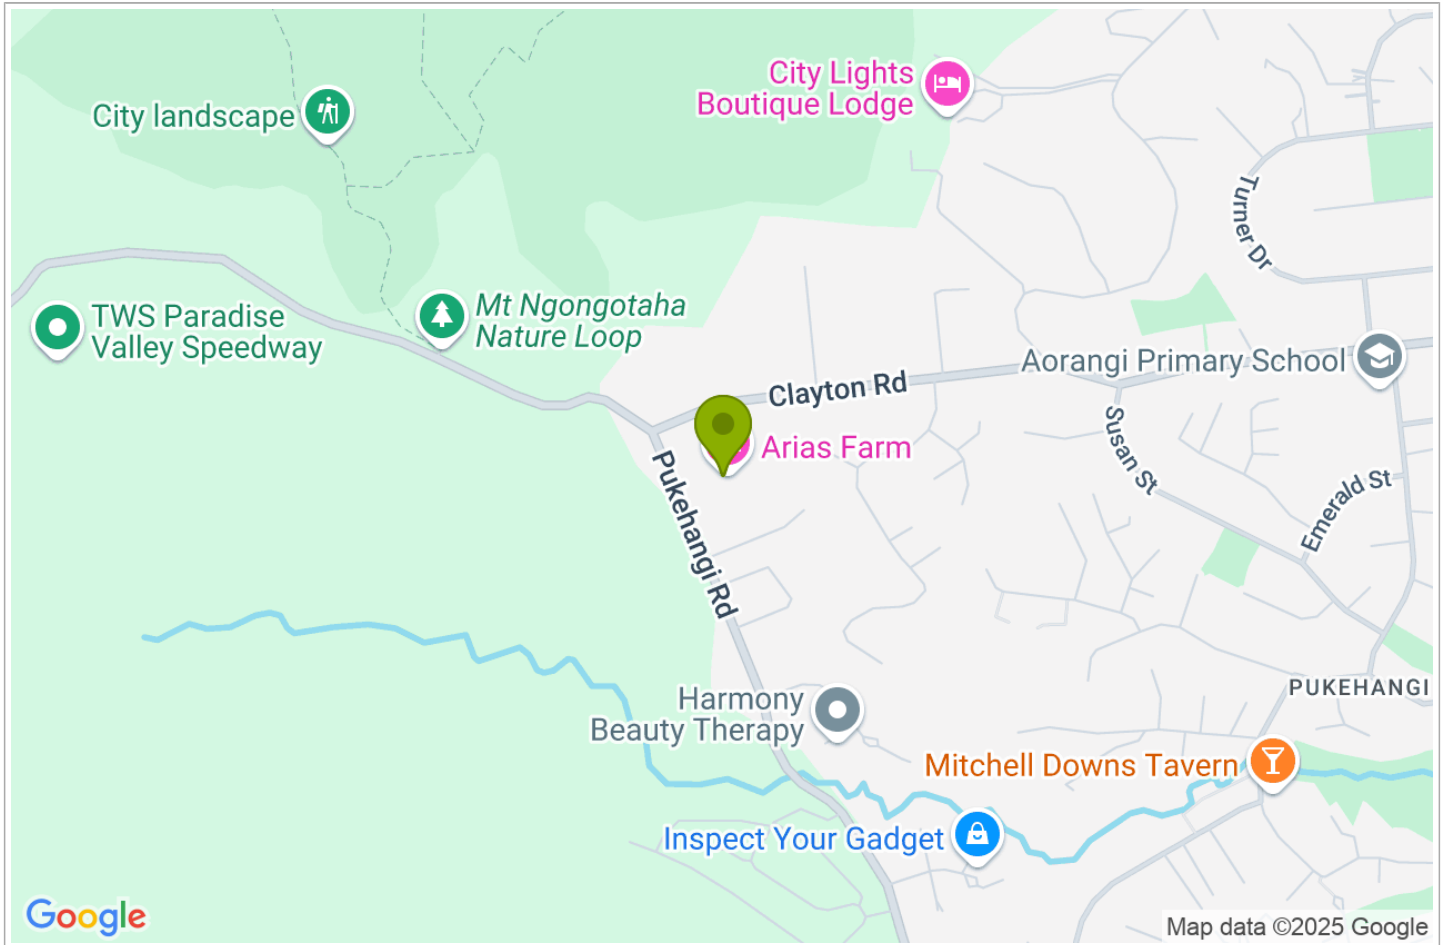 City Lights
Boutique Lodge
City landscape
Turner Dr
Mt Ngongotaha
Nature Loop
TWS Paradise
Valley Speedway
Aorangi Primary School
Clayton Rd
Arias Farm
Susan St
Emerald St
Pukehangi Rd
PUKEHANGI
Harmony
Beauty Therapy
Mitchell Downs Tavern
Inspect Your Gadget
Google
Map data ©2025 Google